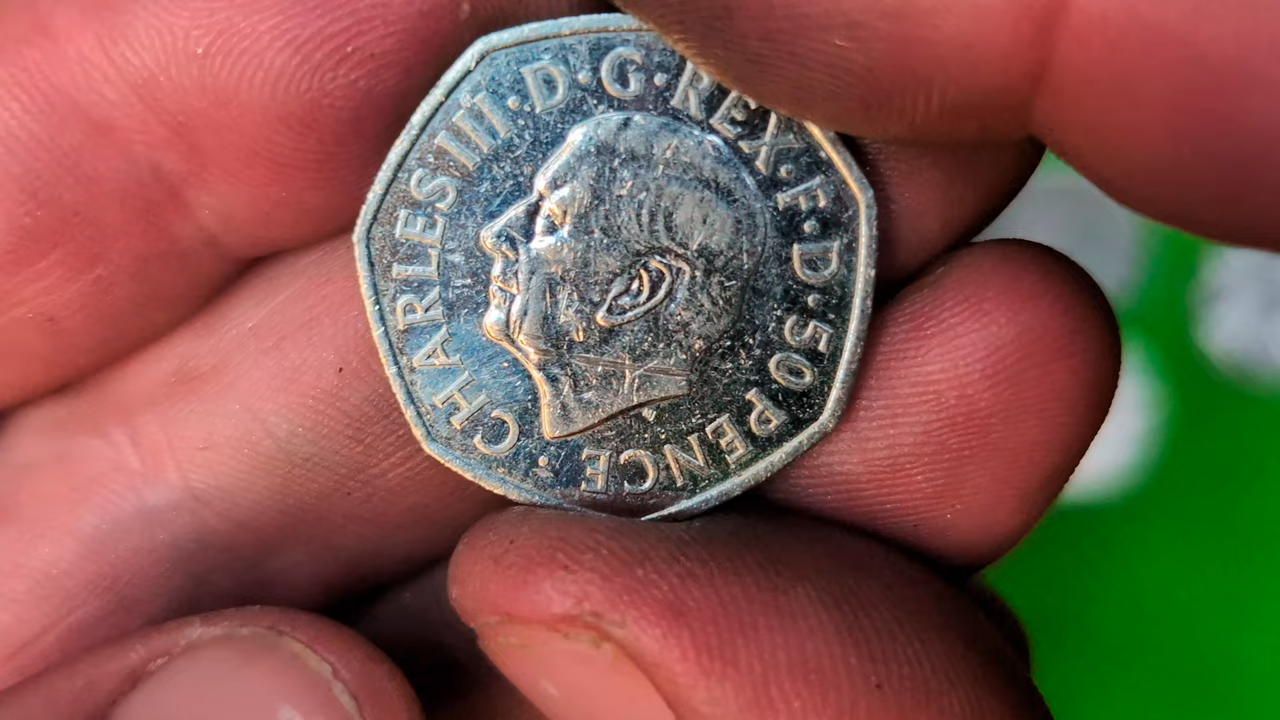 CHARLES III · D · G · REX · F · D · 50 PENCE ·